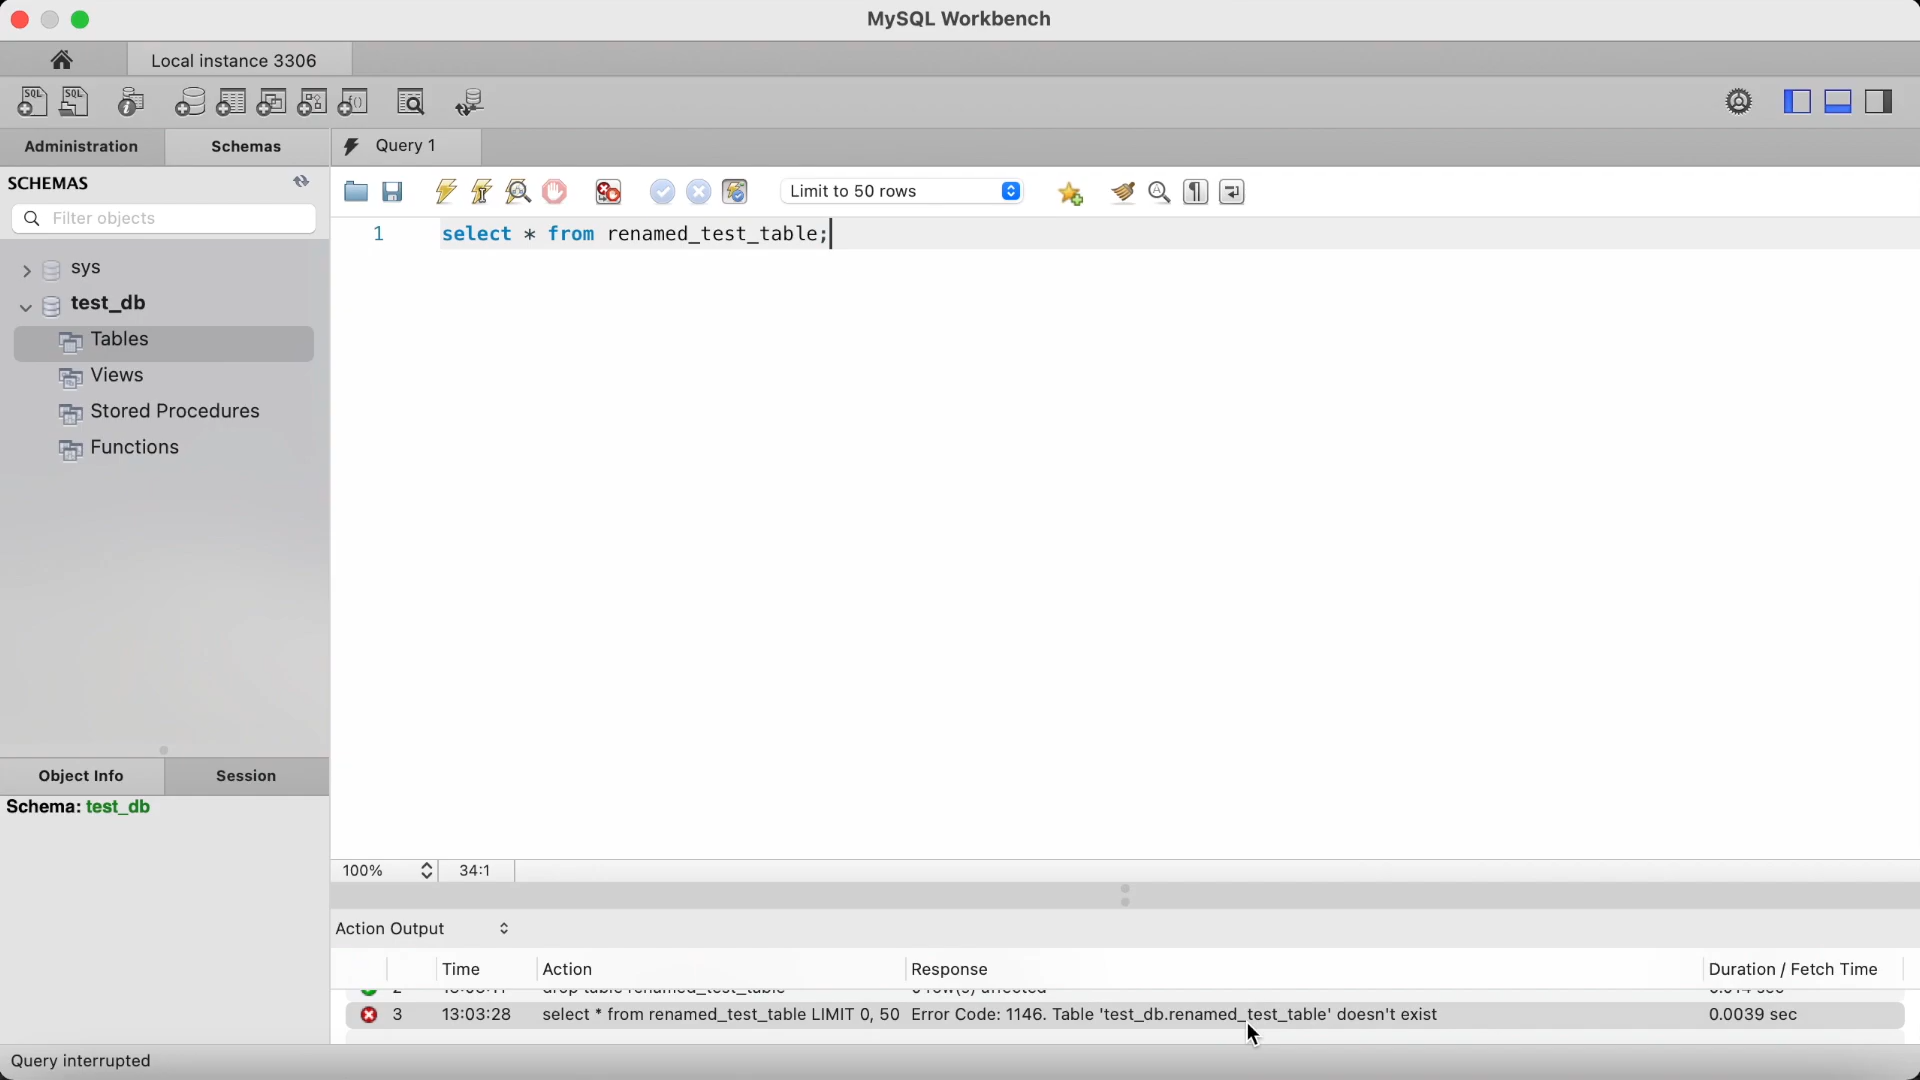 MySQL Workbench
Local instance 3306
Administration
Schemas
Query 1
SCHEMAS
Filter objects
Limit to 50 rows
1 select * from renamed_test_table;
sys
test_db
Tables
Views
Stored Procedures
Functions
Object Info
Session
Schema: test_db
100%
34:1
Action Output
Time Action Response Duration / Fetch Time
3 13:03:28 select * from renamed_test_table LIMIT 0, 50 Error Code: 1146. Table 'test_db.renamed_test_table' doesn't exist 0.0039 sec
Query interrupted